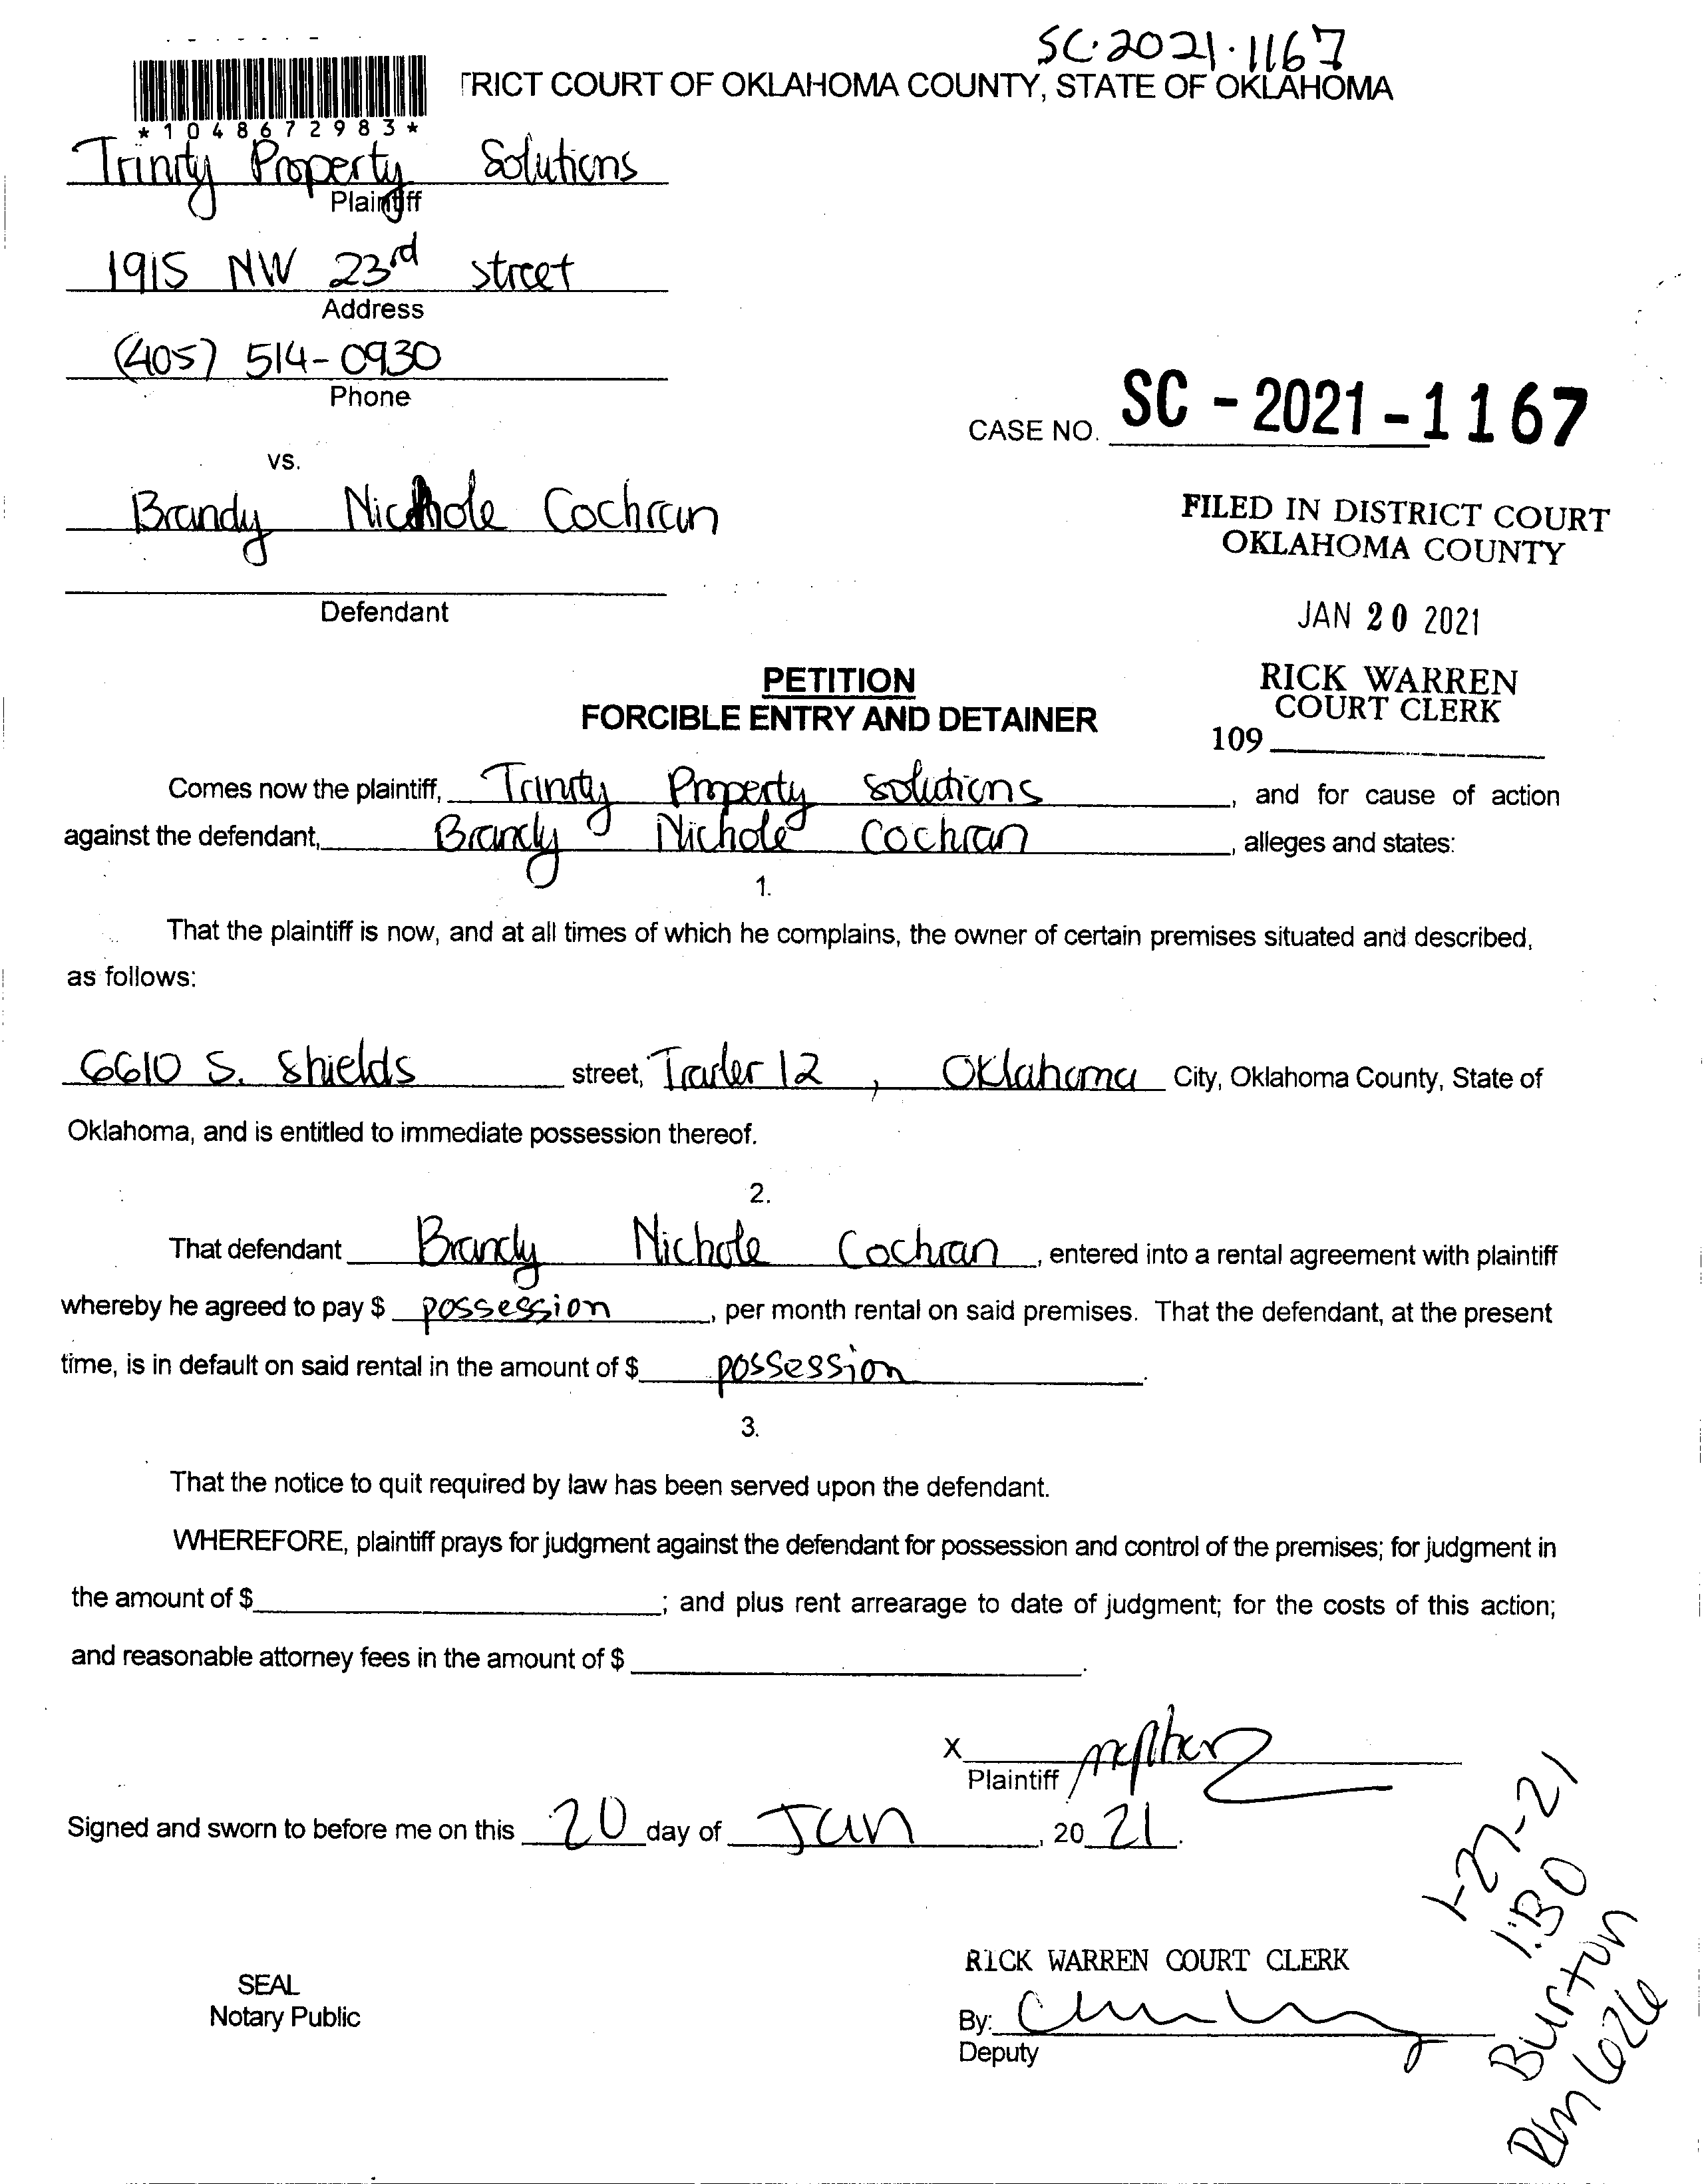 SC·2021·1167
TRICT COURT OF OKLAHOMA COUNTY, STATE OF OKLAHOMA
*1048672983*
Trinity Property Solutions
Plaintiff
1915 NW 23rd street
Address
(405) 514-0930
Phone
CASE NO. SC - 2021 - 1167
vs.
Brandy Nichole Cochran
FILED IN DISTRICT COURT
OKLAHOMA COUNTY
Defendant
JAN 20 2021
PETITION
FORCIBLE ENTRY AND DETAINER
RICK WARREN
COURT CLERK
109
Comes now the plaintiff, Trinity Property solutions, and for cause of action
against the defendant, Brandy Nichole Cochran, alleges and states:
1.
That the plaintiff is now, and at all times of which he complains, the owner of certain premises situated and described,
as follows:
6610 S. Shields street, Trailer 12, Oklahoma City, Oklahoma County, State of
Oklahoma, and is entitled to immediate possession thereof.
2.
That defendant Brandy Nichole Cochran, entered into a rental agreement with plaintiff
whereby he agreed to pay $ possession, per month rental on said premises. That the defendant, at the present
time, is in default on said rental in the amount of $ possession.
3.
That the notice to quit required by law has been served upon the defendant.
WHEREFORE, plaintiff prays for judgment against the defendant for possession and control of the premises; for judgment in
the amount of $; and plus rent arrearage to date of judgment; for the costs of this action;
and reasonable attorney fees in the amount of $.
X
Plaintiff
Signed and sworn to before me on this 20 day of Jan, 20 21.
1-27-21
1:30
Burton
Rm
RICK WARREN COURT CLERK
SEAL
Notary Public
By:
Deputy